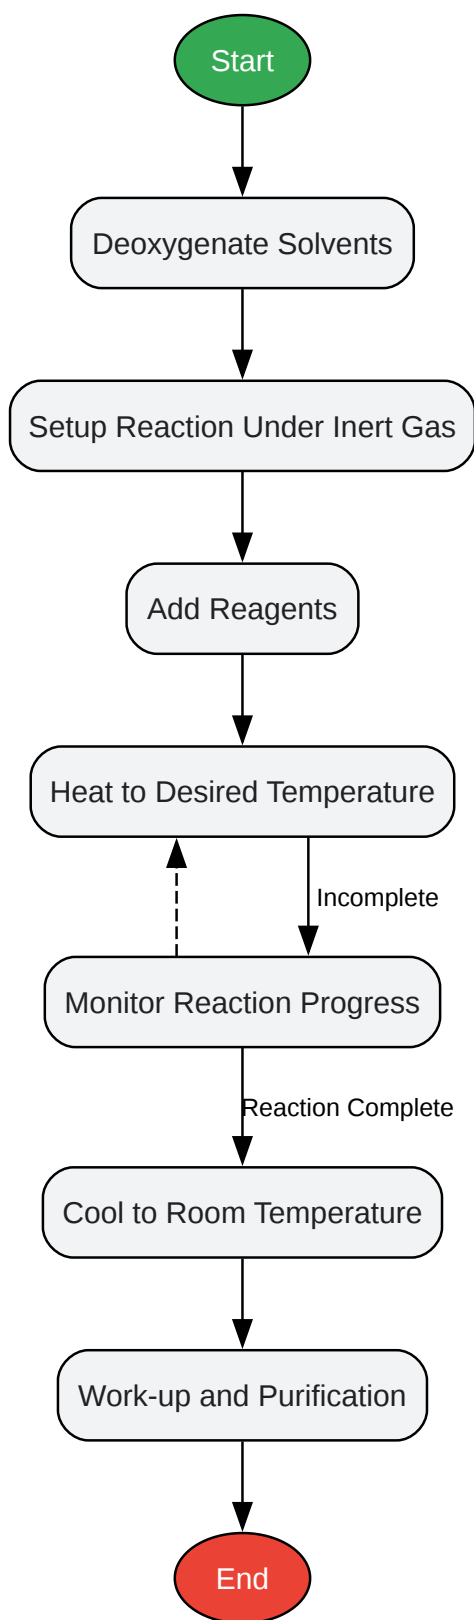 Start
Deoxygenate Solvents
Setup Reaction Under Inert Gas
Add Reagents
Heat to Desired Temperature
Incomplete
Monitor Reaction Progress
Reaction Complete
Cool to Room Temperature
Work-up and Purification
End